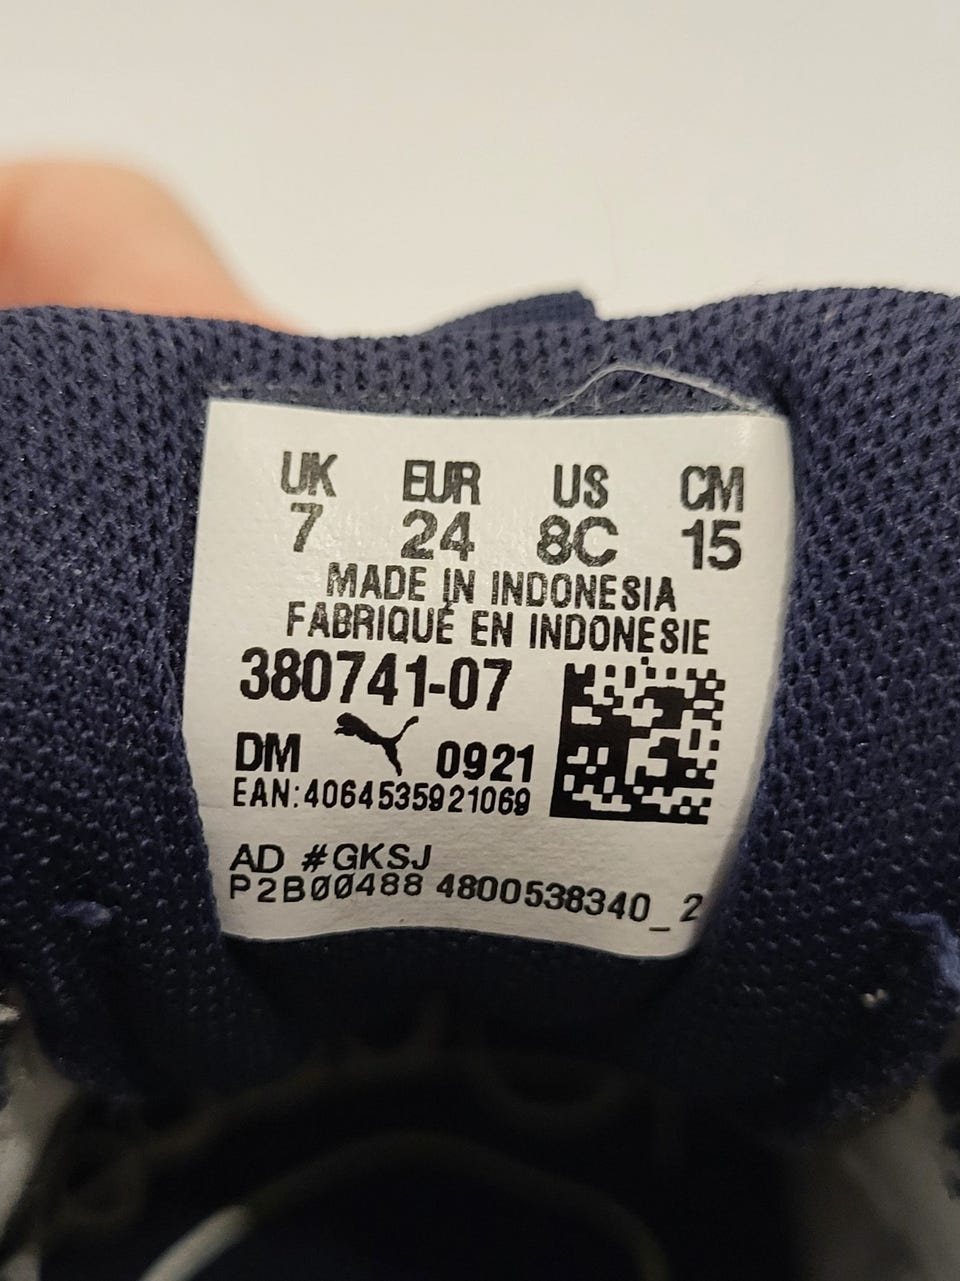 UK EUR US CM
7 24 8C 15
MADE IN INDONESIA
FABRIQUÉ EN INDONESIE
380741-07
DM 0921
EAN:4064535921069
AD #GKSJ
P2B00488 4800538340_2